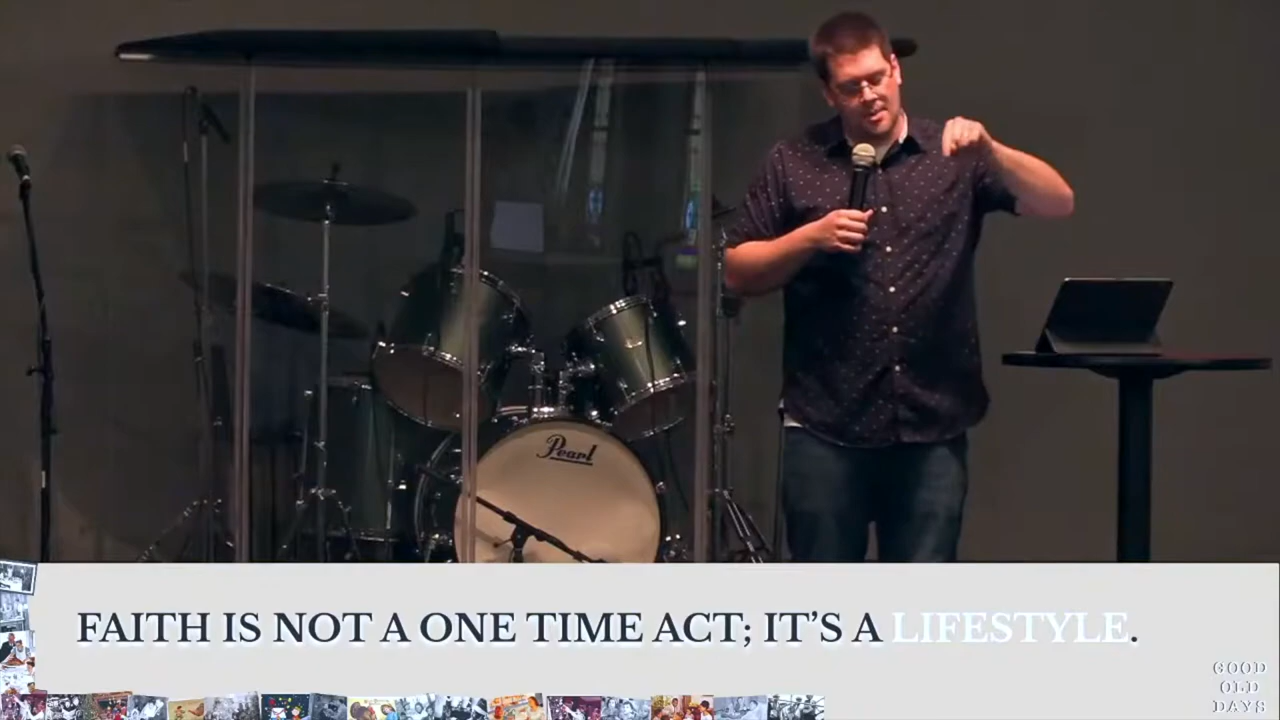 Pearl
FAITH IS NOT A ONE TIME ACT; IT'S A LIFESTYLE.
GOOD
OLD
DAYS